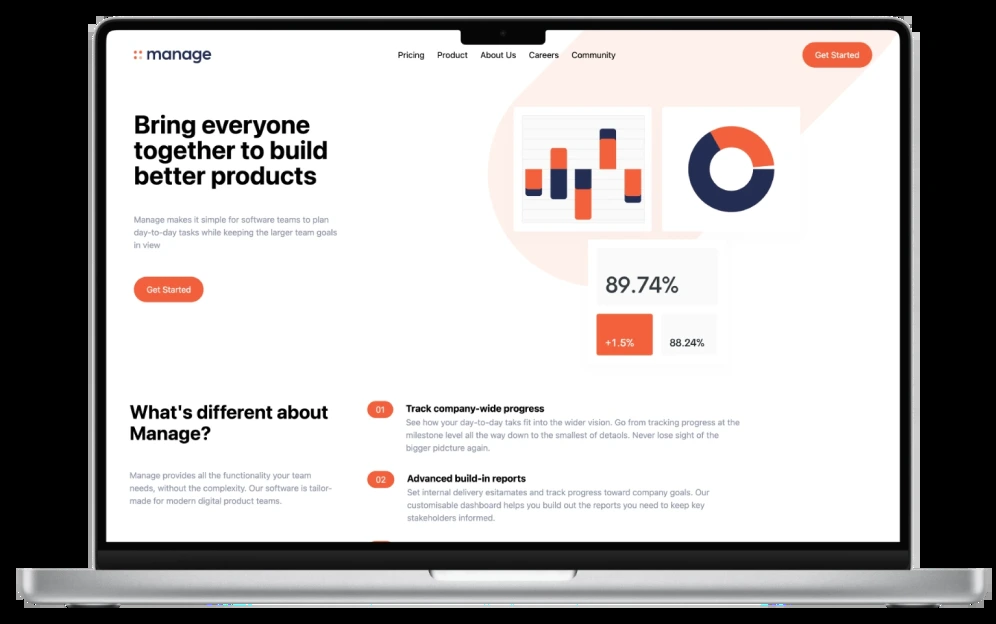 manage
Pricing Product About Us Careers Community
Get Started
Bring everyone
together to build
better products
Manage makes it simple for software teams to plan
day-to-day tasks while keeping the larger team goals
in view
Get Started
89.74%
+1.5%
88.24%
What's different about
Manage?
Manage provides all the functionality your team
needs, without the complexity. Our software is tailor-
made for modern digital product teams.
01
Track company-wide progress
See how your day-to-day taks fit into the wider vision. Go from tracking progress at the
milestone level all the way down to the smallest of detaols. Never lose sight of the
bigger pidcture again.
02
Advanced build-in reports
Set internal delivery esitamates and track progress toward company goals. Our
customisable dashboard helps you build out the reports you need to keep key
stakeholders informed.